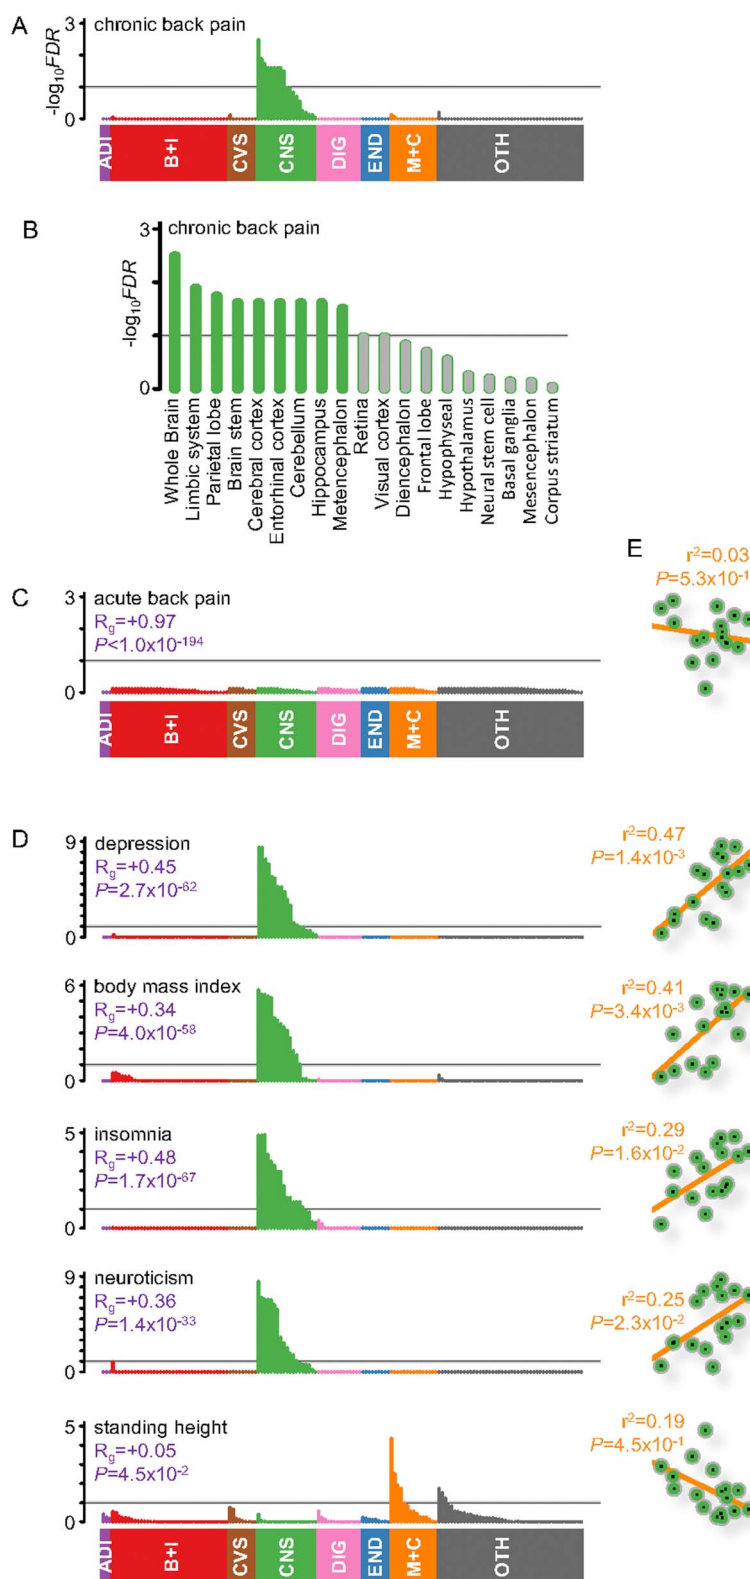 A
chronic back pain
-log10FDR
3
0
ADI B+I CVS CNS DIG END M+C OTH
B
chronic back pain
-log10FDR
3
0
Whole Brain
Limbic system
Parietal lobe
Brain stem
Cerebral cortex
Entorhinal cortex
Cerebellum
Hippocampus
Metencephalon
Retina
Visual cortex
Diencephalon
Frontal lobe
Hypophyseal
Hypothalamus
Neural stem cell
Basal ganglia
Mesencephalon
Corpus striatum
C
acute back pain
Rg=+0.97
P<1.0x10-194
3
0
ADI B+I CVS CNS DIG END M+C OTH
E
r2=0.03
P=5.3x10-1
D
depression
Rg=+0.45
P=2.7x10-62
9
0
r2=0.47
P=1.4x10-3
body mass index
Rg=+0.34
P=4.0x10-58
6
0
r2=0.41
P=3.4x10-3
insomnia
Rg=+0.48
P=1.7x10-67
5
0
r2=0.29
P=1.6x10-2
neuroticism
Rg=+0.36
P=1.4x10-33
9
0
r2=0.25
P=2.3x10-2
standing height
Rg=+0.05
P=4.5x10-2
5
0
r2=0.19
P=4.5x10-1
ADI B+I CVS CNS DIG END M+C OTH